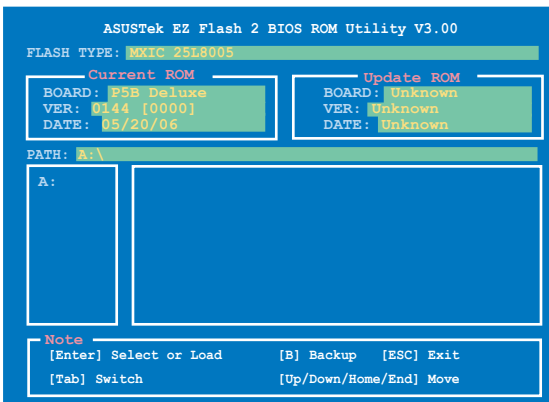 ASUSTek EZ Flash 2 BIOS ROM Utility V3.00
FLASH TYPE: MXIC 25L8005
Current ROM
BOARD: P5B Deluxe
VER: 0144 [0000]
DATE: 05/20/06
Update ROM
BOARD: Unknown
VER: Unknown
DATE: Unknown
PATH: A:\
A:
Note
[Enter] Select or Load [B] Backup [ESC] Exit
[Tab] Switch [Up/Down/Home/End] Move